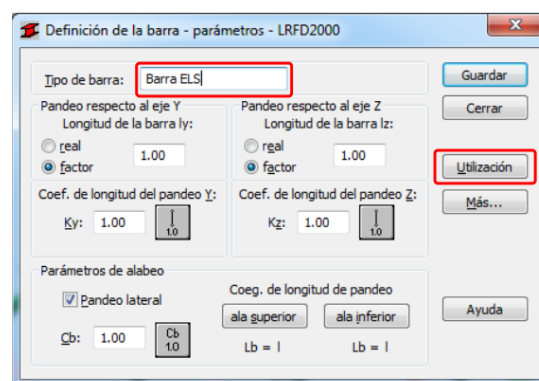 Definición de la barra - parámetros - LRFD2000
Tipo de barra: Barra ELS
Guardar
Pandeo respecto al eje Y
Longitud de la barra ly:
real
factor
1.00
Pandeo respecto al eje Z
Longitud de la barra lz:
real
factor
1.00
Cerrar
Utilización
Coef. de longitud del pandeo Y:
Ky: 1.00
1.0
Coef. de longitud del pandeo Z:
Kz: 1.00
1.0
Más...
Parámetros de alabeo
Pandeo lateral
Cb: 1.00
Cb
1.0
Coeg. de longitud de pandeo
ala superior ala inferior
Lb = l Lb = l
Ayuda